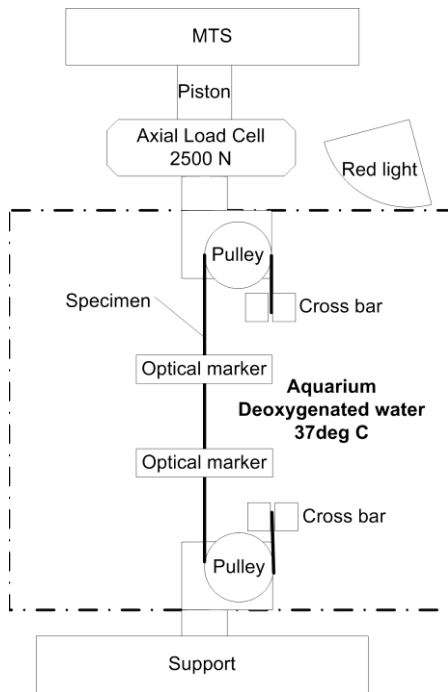 MTS
Piston
Axial Load Cell
2500 N
Red light
Pulley
Specimen
Cross bar
Optical marker
Aquarium
Deoxygenated water
37deg C
Optical marker
Cross bar
Pulley
Support